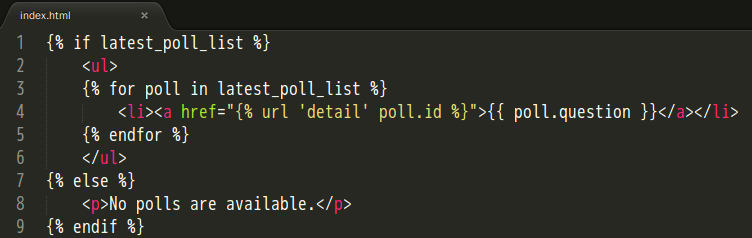 index.html ×
1 {% if latest_poll_list %}
2     <ul>
3     {% for poll in latest_poll_list %}
4         <li><a href="{% url 'detail' poll.id %}">{{ poll.question }}</a></li>
5     {% endfor %}
6     </ul>
7 {% else %}
8     <p>No polls are available.</p>
9 {% endif %}